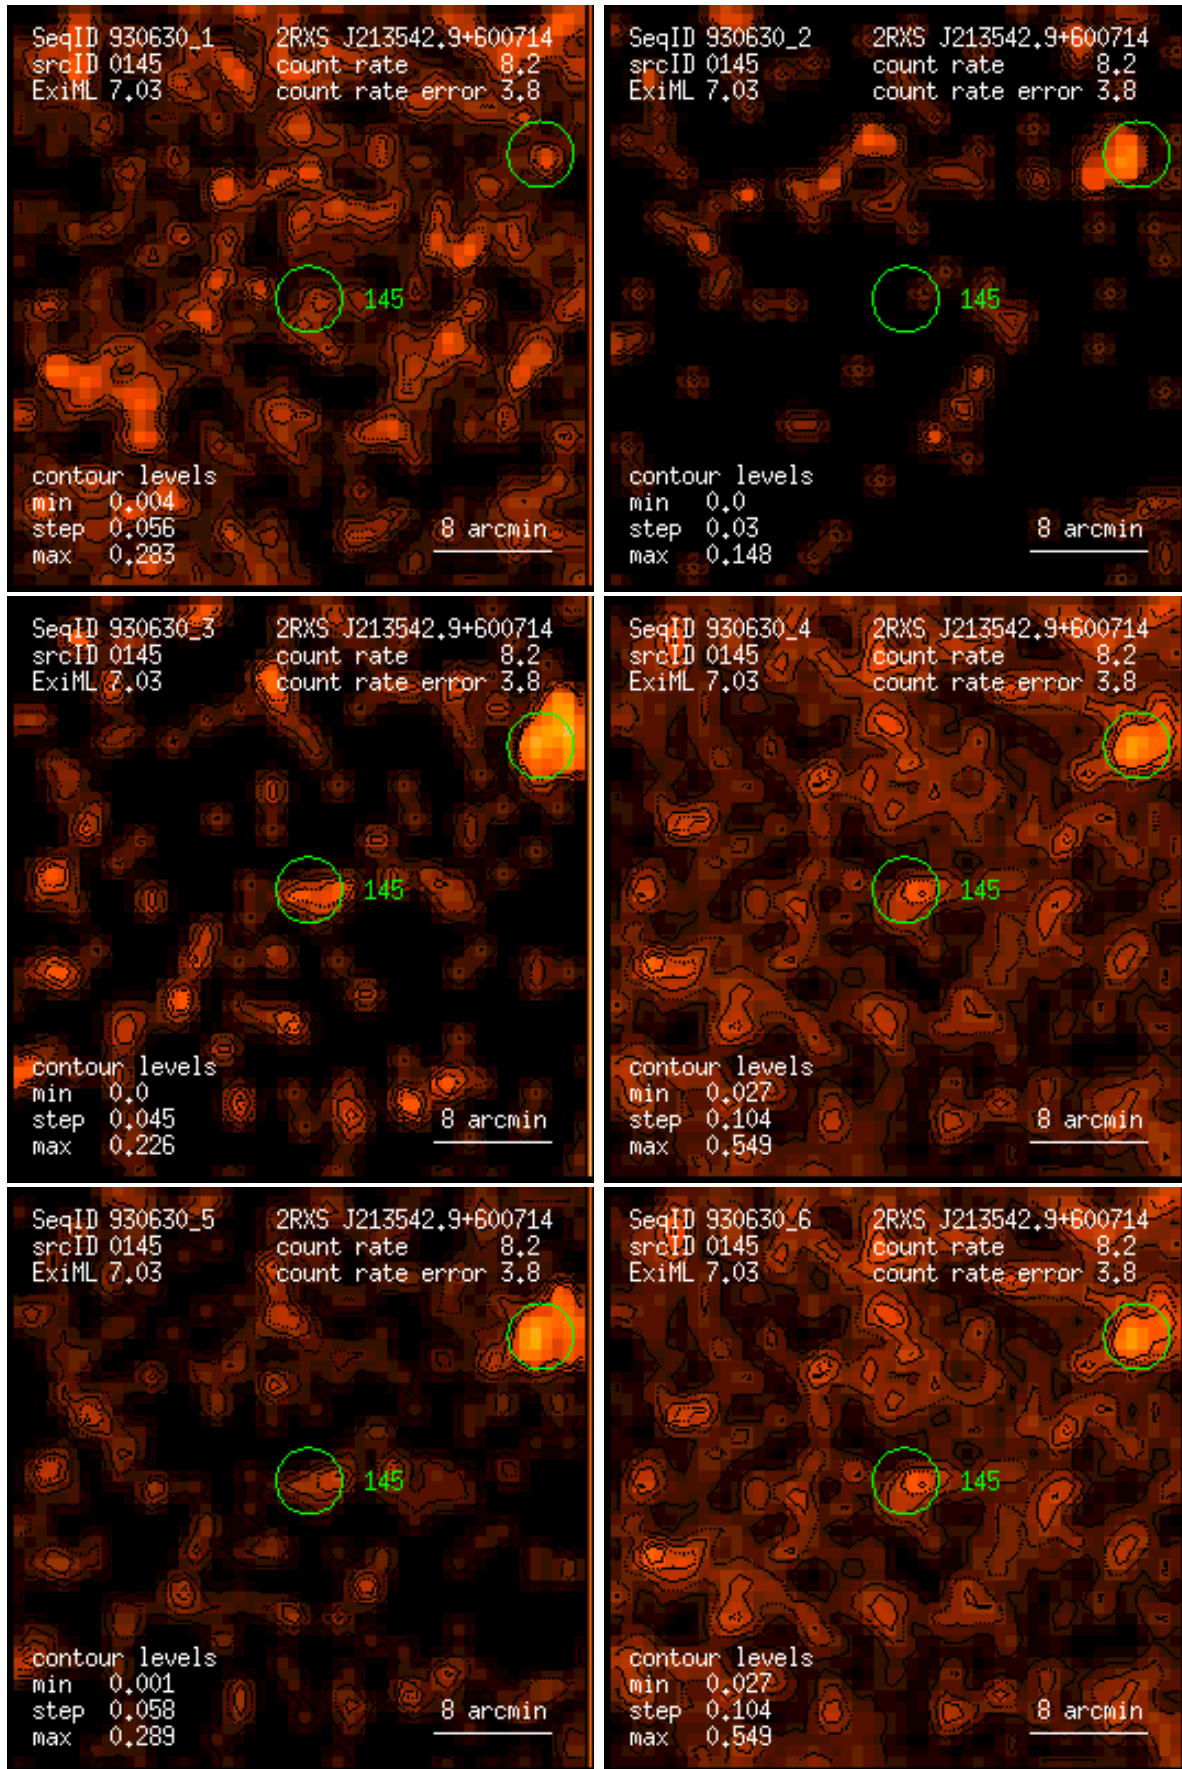 SeqID 930630_1 2RXS J213542.9+600714
srcID 0145 count rate 8.2
ExiML 7.03 count rate error 3.8
145
contour levels
min 0.004
step 0.056 8 arcmin
max 0.283
SeqID 930630_2 2RXS J213542.9+600714
srcID 0145 count rate 8.2
ExiML 7.03 count rate error 3.8
145
contour levels
min 0.0
step 0.03 8 arcmin
max 0.148
SeqID 930630_3 2RXS J213542.9+600714
srcID 0145 count rate 8.2
ExiML 7.03 count rate error 3.8
145
contour levels
min 0.0
step 0.045 8 arcmin
max 0.226
SeqID 930630_4 2RXS J213542.9+600714
srcID 0145 count rate 8.2
ExiML 7.03 count rate error 3.8
145
contour levels
min 0.027
step 0.104 8 arcmin
max 0.549
SeqID 930630_5 2RXS J213542.9+600714
srcID 0145 count rate 8.2
ExiML 7.03 count rate error 3.8
145
contour levels
min 0.001
step 0.058 8 arcmin
max 0.289
SeqID 930630_6 2RXS J213542.9+600714
srcID 0145 count rate 8.2
ExiML 7.03 count rate error 3.8
145
contour levels
min 0.027
step 0.104 8 arcmin
max 0.549